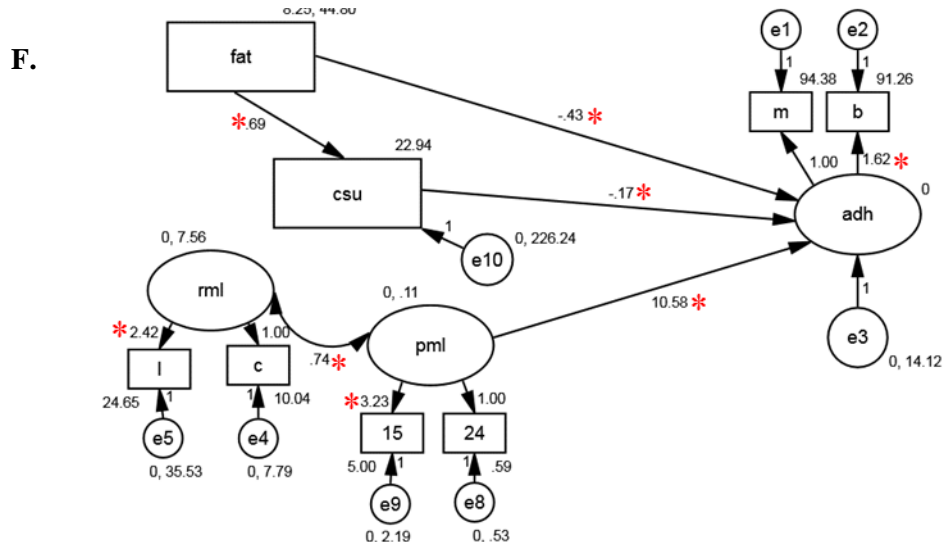 F.
8.25, 44.80
fat
e1
e2
1
1
94.38
91.26
m
b
-.43*
*.69
1.00
1.62*
22.94
csu
-.17*
0
adh
1
e10
0, 226.24
0, 7.56
rml
0, .11
pml
10.58*
1
e3
0, 14.12
*2.42
1.00
.74*
l
c
24.65
1
1
10.04
*3.23
1.00
e5
e4
15
24
0, 35.53
0, 7.79
5.00
1
1
.59
e9
e8
0, 2.19
0, .53